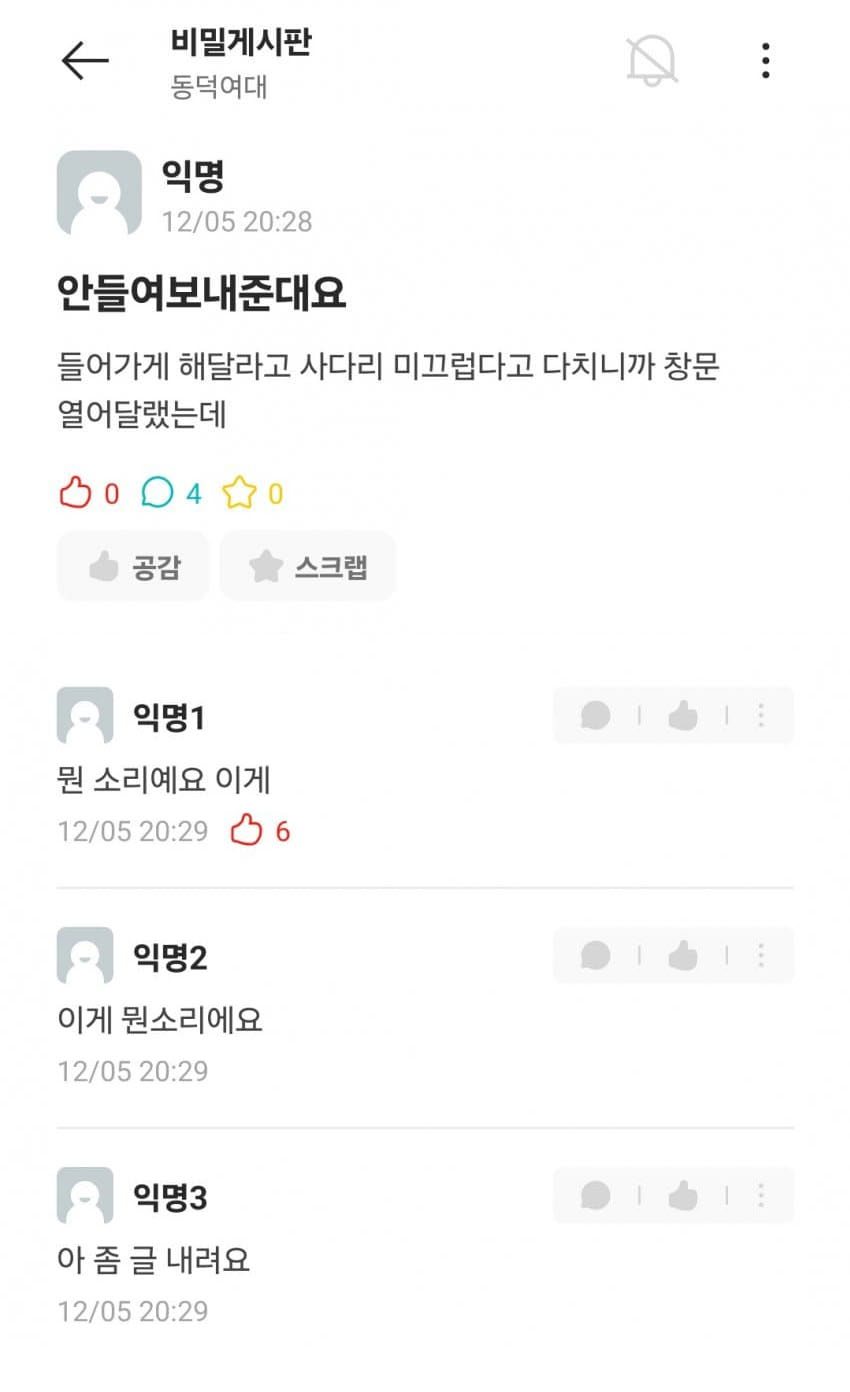 비밀게시판
동덕여대
익명
12/05 20:28
안들여보내준대요
들어가게 해달라고 사다리 미끄럽다고 다치니까 창문
열어달랬는데
0 4 0
공감 스크랩
익명1
뭔 소리예요 이게
12/05 20:29 6
익명2
이게 뭔소리에요
12/05 20:29
익명3
아 좀 글 내려요
12/05 20:29